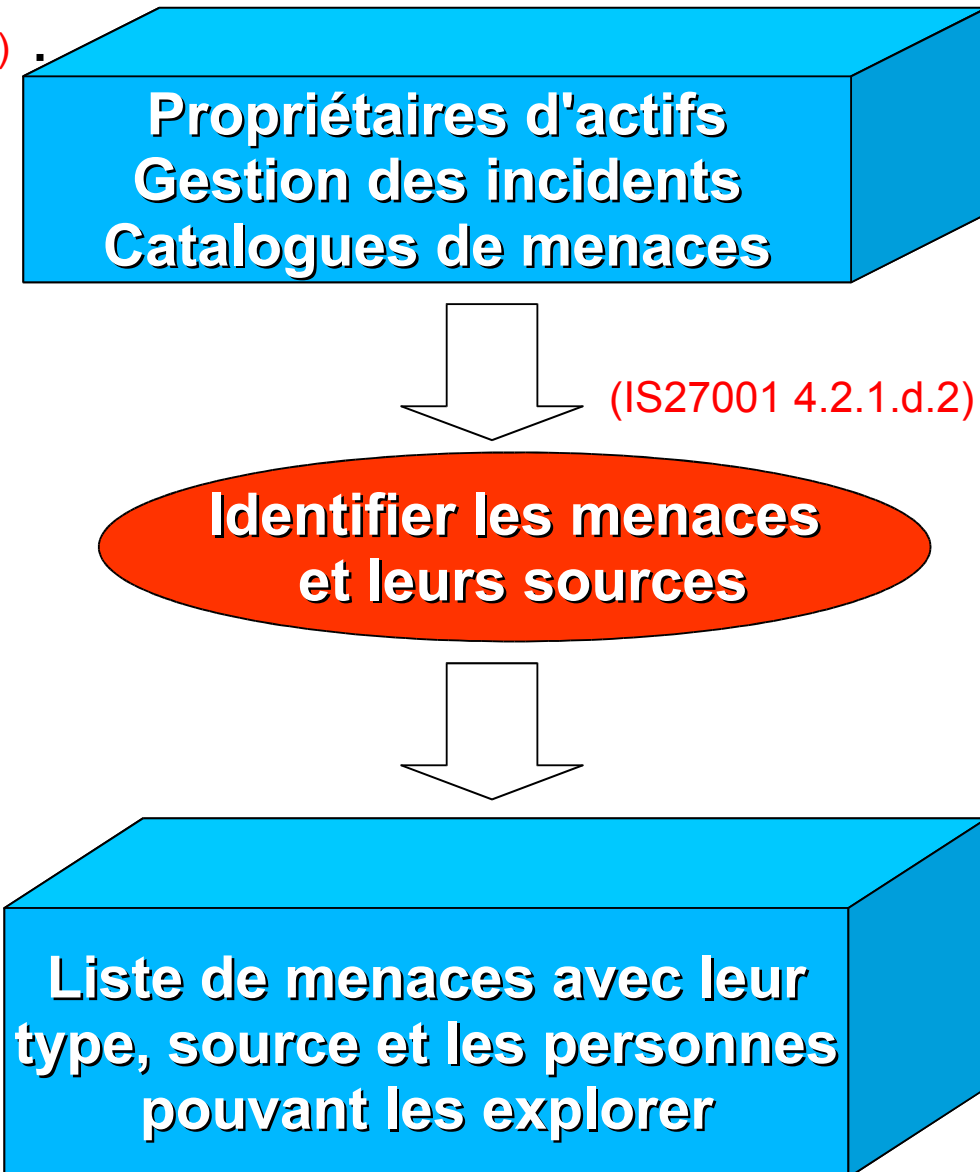 ) .
Propriétaires d'actifs
Gestion des incidents
Catalogues de menaces
(IS27001 4.2.1.d.2)
Identifier les menaces
et leurs sources
Liste de menaces avec leur
type, source et les personnes
pouvant les explorer